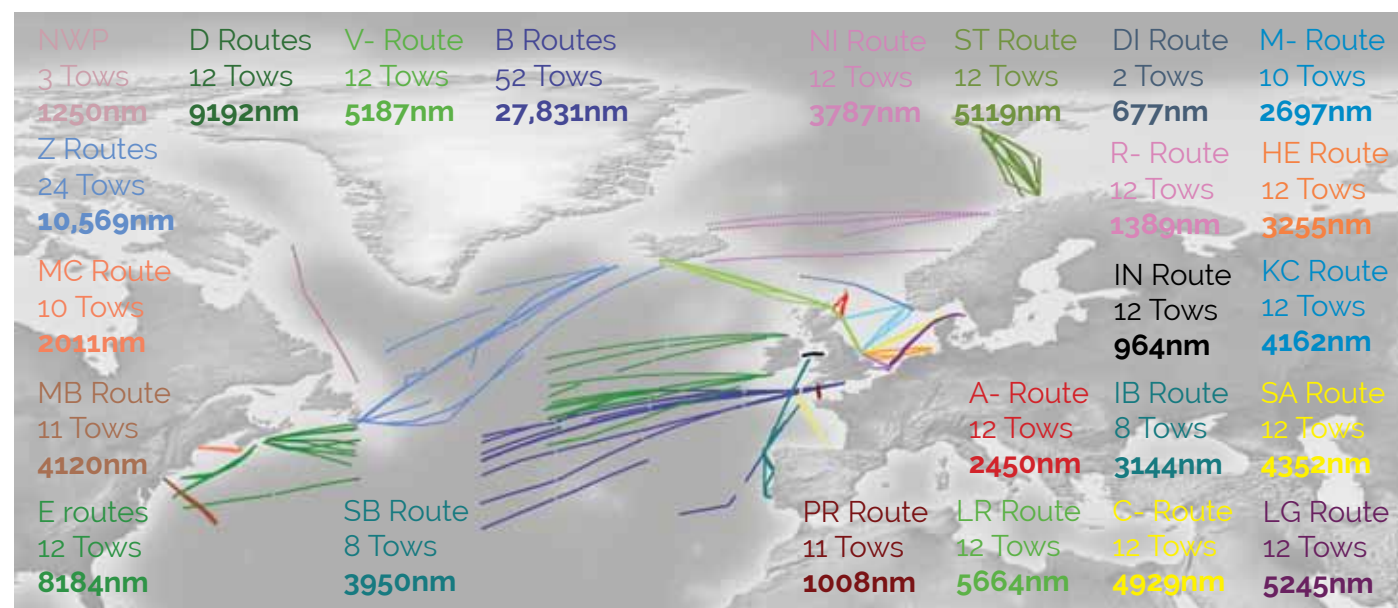 NWP
3 Tows
1250nm
D Routes
12 Tows
9192nm
V- Route
12 Tows
5187nm
B Routes
52 Tows
27,831nm
NI Route
12 Tows
3787nm
ST Route
12 Tows
5119nm
DI Route
2 Tows
677nm
M- Route
10 Tows
2697nm
Z Routes
24 Tows
10,569nm
R- Route
12 Tows
1389nm
HE Route
12 Tows
3255nm
MC Route
10 Tows
2011nm
IN Route
12 Tows
964nm
KC Route
12 Tows
4162nm
MB Route
11 Tows
4120nm
A- Route
12 Tows
2450nm
IB Route
8 Tows
3144nm
SA Route
12 Tows
4352nm
E routes
12 Tows
8184nm
SB Route
8 Tows
3950nm
PR Route
11 Tows
1008nm
LR Route
12 Tows
5664nm
C- Route
12 Tows
4929nm
LG Route
12 Tows
5245nm